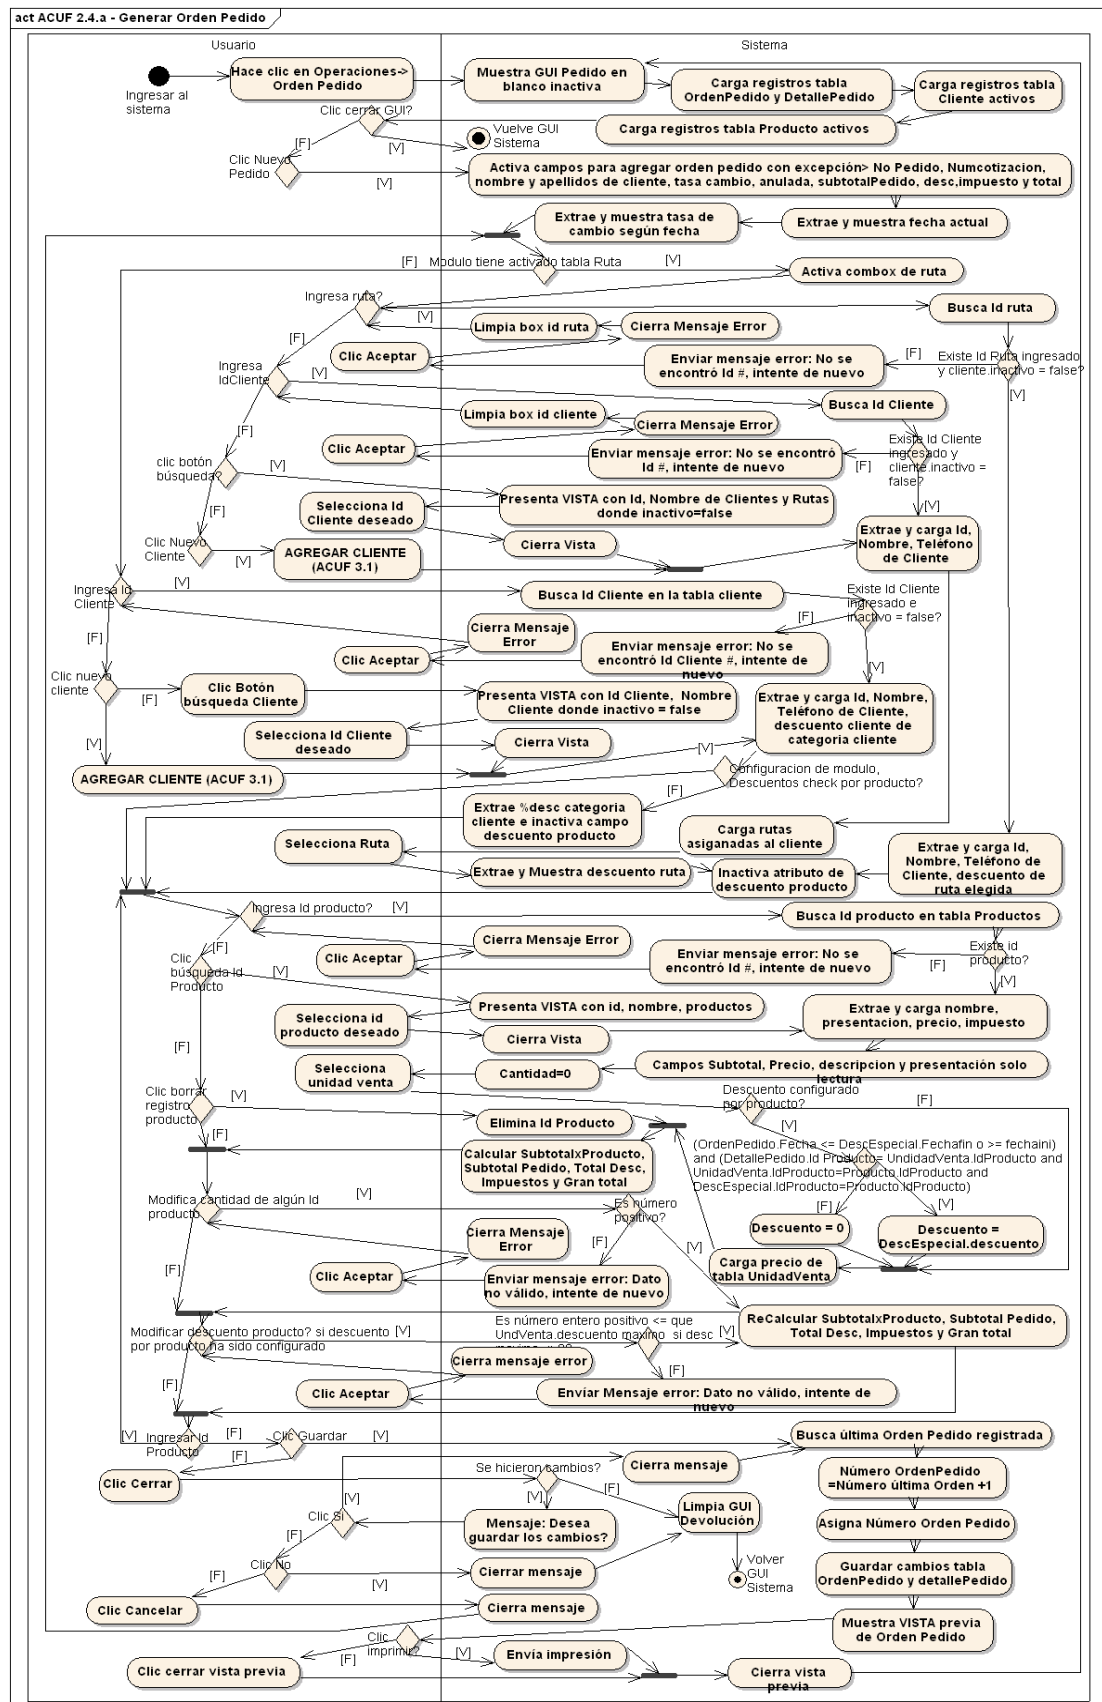 act ACUF 2.4.a - Generar Orden Pedido
Usuario
Sistema
Ingresar al
sistema
Hace clic en Operaciones->
Orden Pedido
Muestra GUI Pedido en
blanco inactiva
Carga registros tabla
OrdenPedido y DetallePedido
Carga registros tabla
Cliente activos
Carga registros tabla Producto activos
Clic cerrar GUI?
[F]
[V]
Vuelve GUI
Sistema
Clic Nuevo
Pedido
[V]
Activa campos para agregar orden pedido con excepción> No Pedido, Numcotizacion,
nombre y apellidos de cliente, tasa cambio, anulada, subtotalPedido, desc,impuesto y total
Extrae y muestra tasa de
cambio según fecha
Extrae y muestra fecha actual
[F]
Modulo tiene activado tabla Ruta
[V]
Activa combox de ruta
Ingresa ruta?
[V]
[F]
Busca Id ruta
Limpia box id ruta
Cierra Mensaje Error
Clic Aceptar
Enviar mensaje error: No se
encontró Id #, intente de nuevo
[F]
Existe Id Ruta ingresado
y cliente.inactivo = false?
[V]
Ingresa
IdCliente
[V]
[F]
Busca Id Cliente
Limpia box id cliente
Cierra Mensaje Error
Clic Aceptar
Enviar mensaje error: No se encontró
Id #, intente de nuevo
[F]
Existe Id Cliente
ingresado y
cliente.inactivo =
false?
[V]
clic botón
búsqueda?
[V]
[F]
Presenta VISTA con Id, Nombre de Clientes y Rutas
donde inactivo=false
Selecciona Id
Cliente deseado
Cierra Vista
Extrae y carga Id,
Nombre, Teléfono
de Cliente
Clic Nuevo
Cliente
[V]
AGREGAR CLIENTE
(ACUF 3.1)
Ingresa Id
Cliente
[V]
[F]
Busca Id Cliente en la tabla cliente
Existe Id Cliente
ingresado e
inactivo = false?
[F]
[V]
Cierra Mensaje
Error
Clic Aceptar
Enviar mensaje error: No se
encontró Id Cliente #, intente de
nuevo
Clic nuevo
cliente
[F]
[V]
Clic Botón
búsqueda Cliente
Presenta VISTA con Id Cliente, Nombre
Cliente donde inactivo = false
Extrae y carga Id, Nombre,
Teléfono de Cliente,
descuento cliente de
categoria cliente
Selecciona Id Cliente
deseado
Cierra Vista
AGREGAR CLIENTE (ACUF 3.1)
[V]
Configuracion de modulo,
Descuentos check por producto?
[F]
Extrae %desc categoria
cliente e inactiva campo
descuento producto
Selecciona Ruta
Carga rutas
asiganadas al cliente
Extrae y Muestra descuento ruta
Inactiva atributo de
descuento producto
Extrae y carga Id,
Nombre, Teléfono de
Cliente, descuento de
ruta elegida
Ingresa Id producto?
[V]
[F]
Busca Id producto en tabla Productos
Cierra Mensaje Error
Clic Aceptar
Enviar mensaje error: No se
encontró Id #, intente de nuevo
[F]
Existe id
producto?
[V]
Clic
búsqueda Id
Producto
[V]
[F]
Presenta VISTA con id, nombre, productos
Selecciona id
producto deseado
Cierra Vista
Extrae y carga nombre,
presentacion, precio, impuesto
Selecciona
unidad venta
Cantidad=0
Campos Subtotal, Precio, descripcion y presentación solo
lectura
Clic borrar
registro
producto
[V]
[F]
Elimina Id Producto
Descuento configurado
por producto?
[F]
[V]
Calcular SubtotalxProducto,
Subtotal Pedido, Total Desc,
Impuestos y Gran total
(OrdenPedido.Fecha <= DescEspecial.Fechafin o >= fechaini)
and (DetallePedido.Id Producto= UndidadVenta.IdProducto and
UnidadVenta.IdProducto=Producto.IdProducto and
DescEspecial.IdProducto=Producto.IdProducto)
[F]
[V]
Modifica cantidad de algún Id
producto
[V]
[F]
Es número
positivo?
[V]
[F]
Descuento = 0
Descuento =
DescEspecial.descuento
Cierra Mensaje
Error
Clic Aceptar
Enviar mensaje error: Dato
no válido, intente de nuevo
Carga precio de
tabla UnidadVenta
Modificar descuento producto? si descuento
por producto ha sido configurado
[V]
[F]
Es número entero positivo <= que
UndVenta.descuento maximo si desc
[V]
[F]
ReCalcular SubtotalxProducto, Subtotal Pedido,
Total Desc, Impuestos y Gran total
Cierra mensaje error
Clic Aceptar
Envíar Mensaje error: Dato no válido, intente de
nuevo
[V]
Ingresar Id
Producto
[F]
Clic Guardar
[V]
[F]
Busca última Orden Pedido registrada
Clic Cerrar
Se hicieron cambios?
[F]
[V]
Cierra mensaje
Número OrdenPedido
=Número última Orden +1
Clic Sí
[V]
[F]
Mensaje: Desea
guardar los cambios?
Limpia GUI
Devolución
Asigna Número Orden Pedido
Clic No
[F]
[V]
Cierrar mensaje
Volver
GUI
Sistema
Guardar cambios tabla
OrdenPedido y detallePedido
Clic Cancelar
Cierra mensaje
Muestra VISTA previa
de Orden Pedido
Clic
imprimir?
[F]
[V]
Envía impresión
Clic cerrar vista previa
Cierra vista
previa